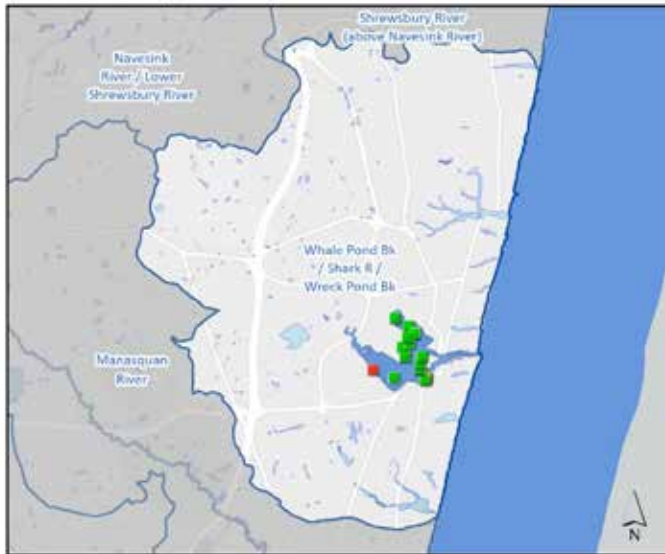 Shrewsbury River
(above Navesink River)
Navesink
River / Lower
Shrewsbury River
Whale Pond Bk
/ Shark R /
Wreck Pond Bk
Manasquan
River
N